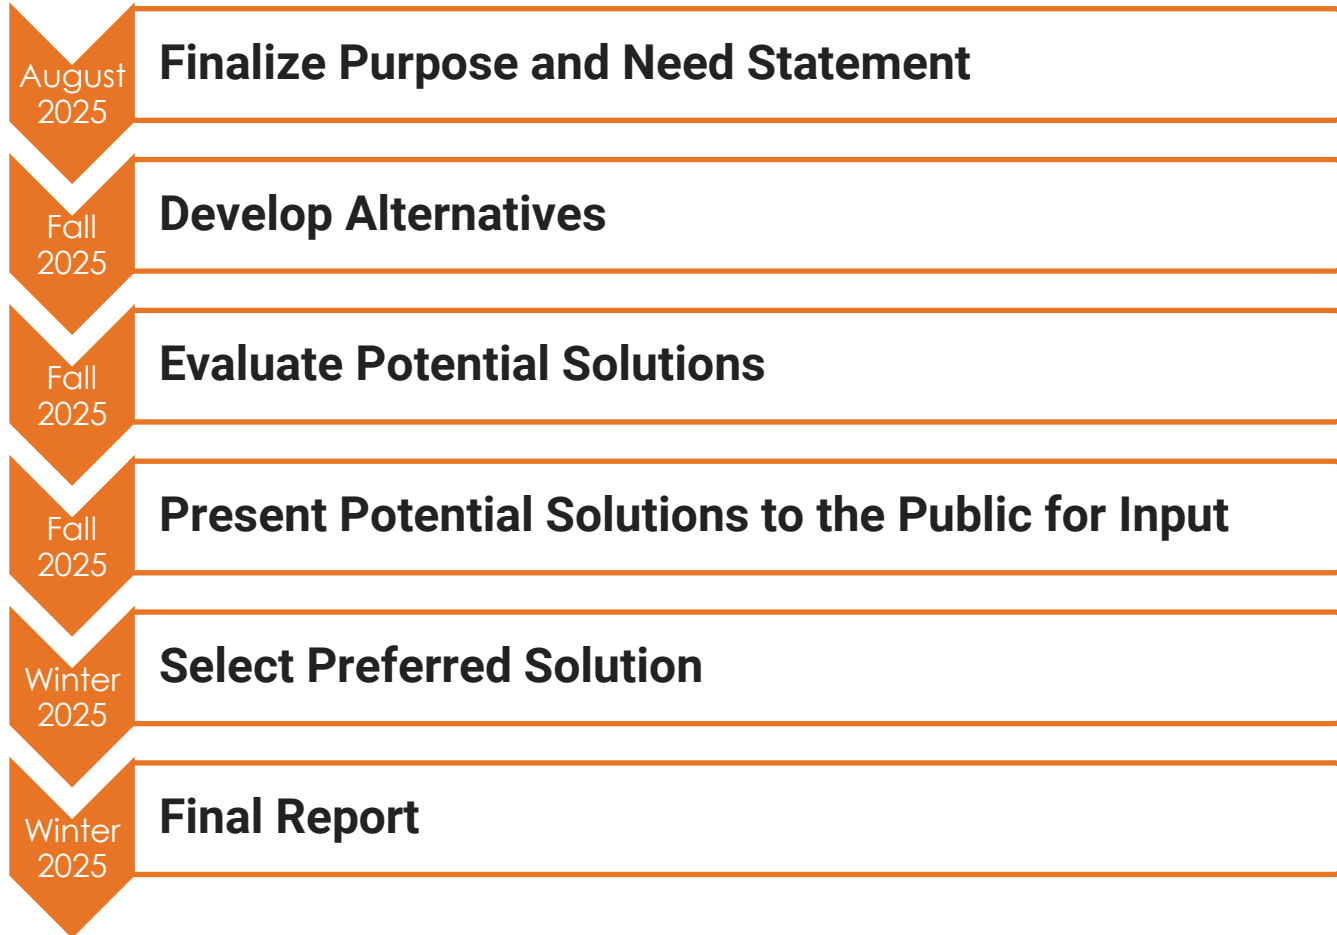 August
2025
Finalize Purpose and Need Statement
Fall
2025
Develop Alternatives
Fall
2025
Evaluate Potential Solutions
Fall
2025
Present Potential Solutions to the Public for Input
Winter
2025
Select Preferred Solution
Winter
2025
Final Report